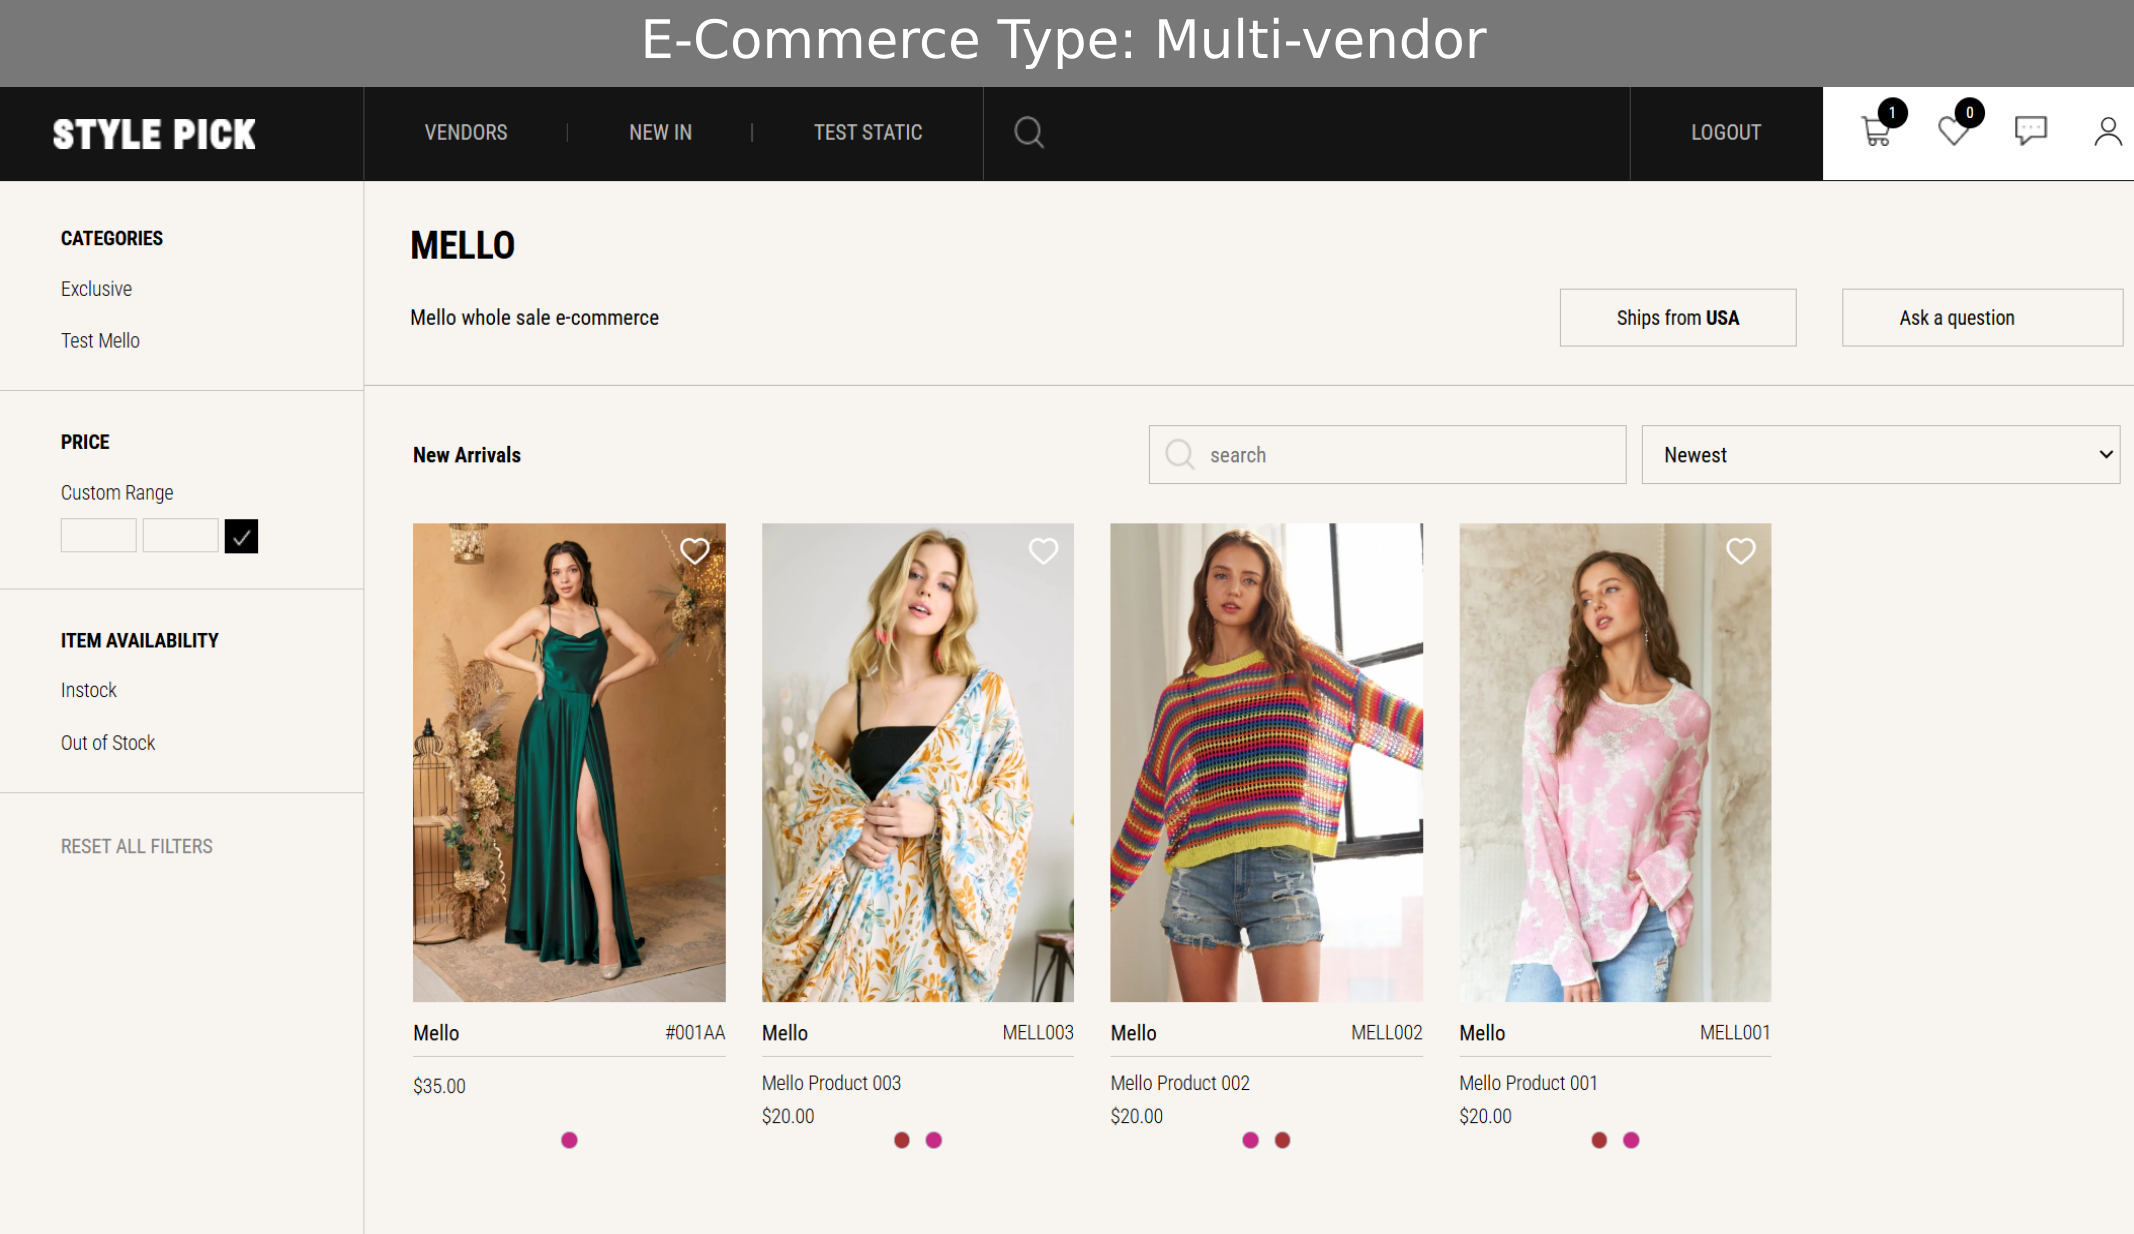 E-Commerce Type: Multi-vendor
STYLE PICK
VENDORS
NEW IN
TEST STATIC
LOGOUT
1
0
CATEGORIES
Exclusive
Test Mello
PRICE
Custom Range
ITEM AVAILABILITY
Instock
Out of Stock
RESET ALL FILTERS
MELLO
Mello whole sale e-commerce
Ships from USA
Ask a question
New Arrivals
search
Newest
Mello #001AA
$35.00
Mello MELL003
Mello Product 003
$20.00
Mello MELL002
Mello Product 002
$20.00
Mello MELL001
Mello Product 001
$20.00